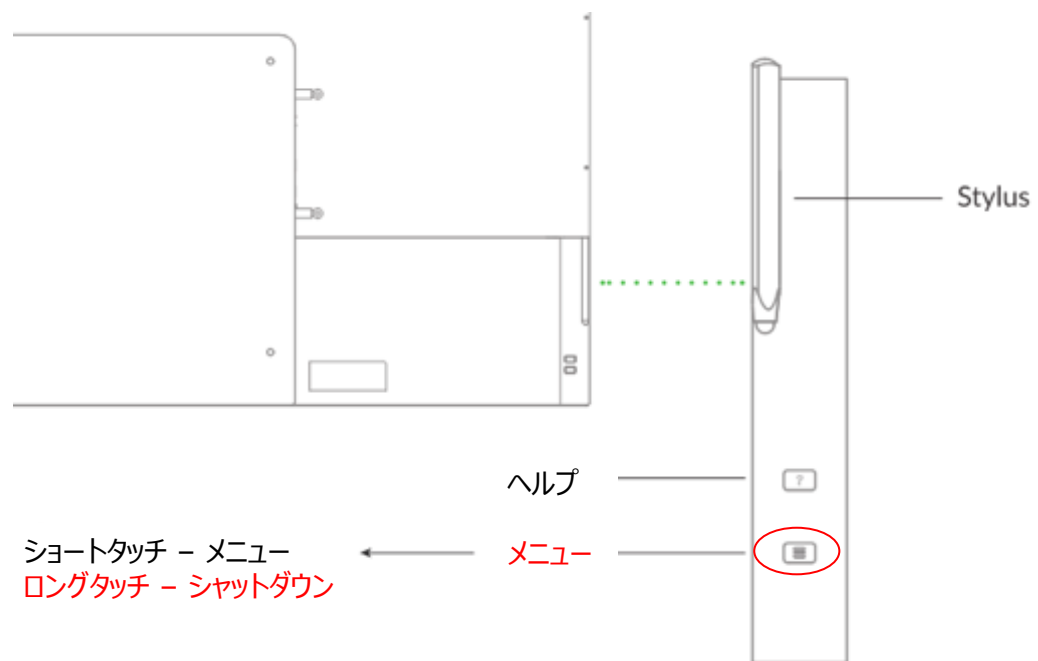 Stylus
ヘルプ
?
ショートタッチ – メニュー
メニュー
ロングタッチ – シャットダウン